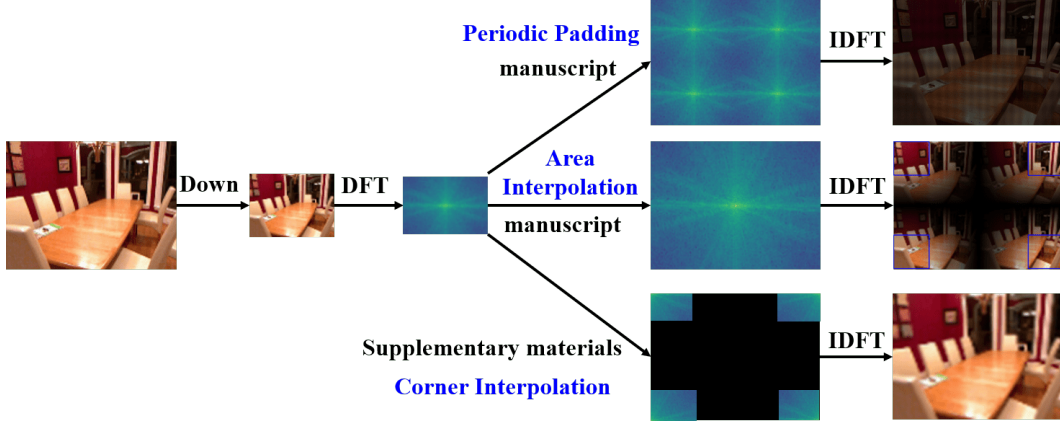 Periodic Padding
manuscript
IDFT
Down
DFT
Area
Interpolation
manuscript
IDFT
Supplementary materials
Corner Interpolation
IDFT